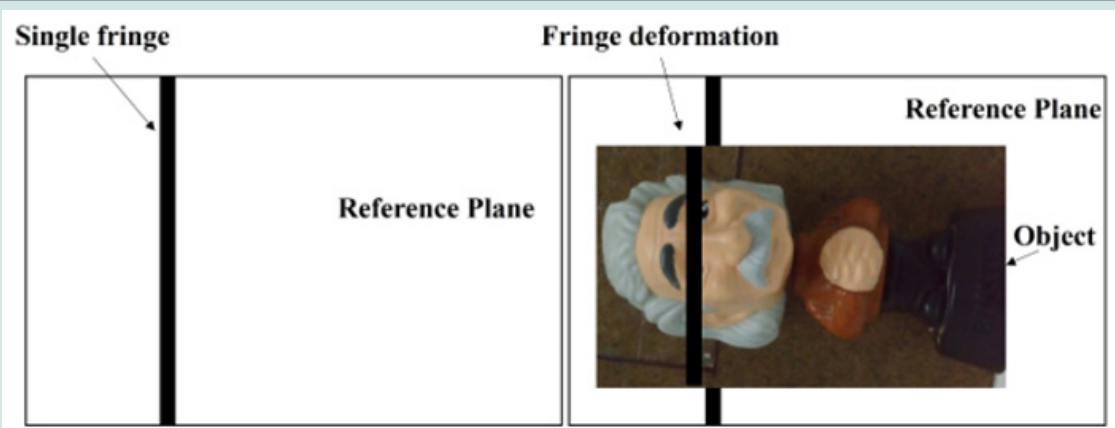 Single fringe
Fringe deformation
Reference Plane
Reference Plane
Object